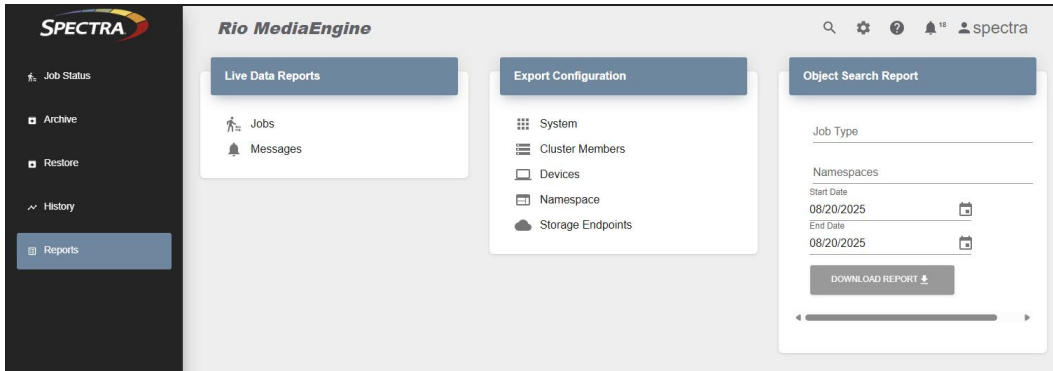 SPECTRA
Rio MediaEngine
18
spectra
Job Status
Archive
Restore
History
Reports
Live Data Reports
Jobs
Messages
Export Configuration
System
Cluster Members
Devices
Namespace
Storage Endpoints
Object Search Report
Job Type
Namespaces
Start Date
08/20/2025
End Date
08/20/2025
DOWNLOAD REPORT